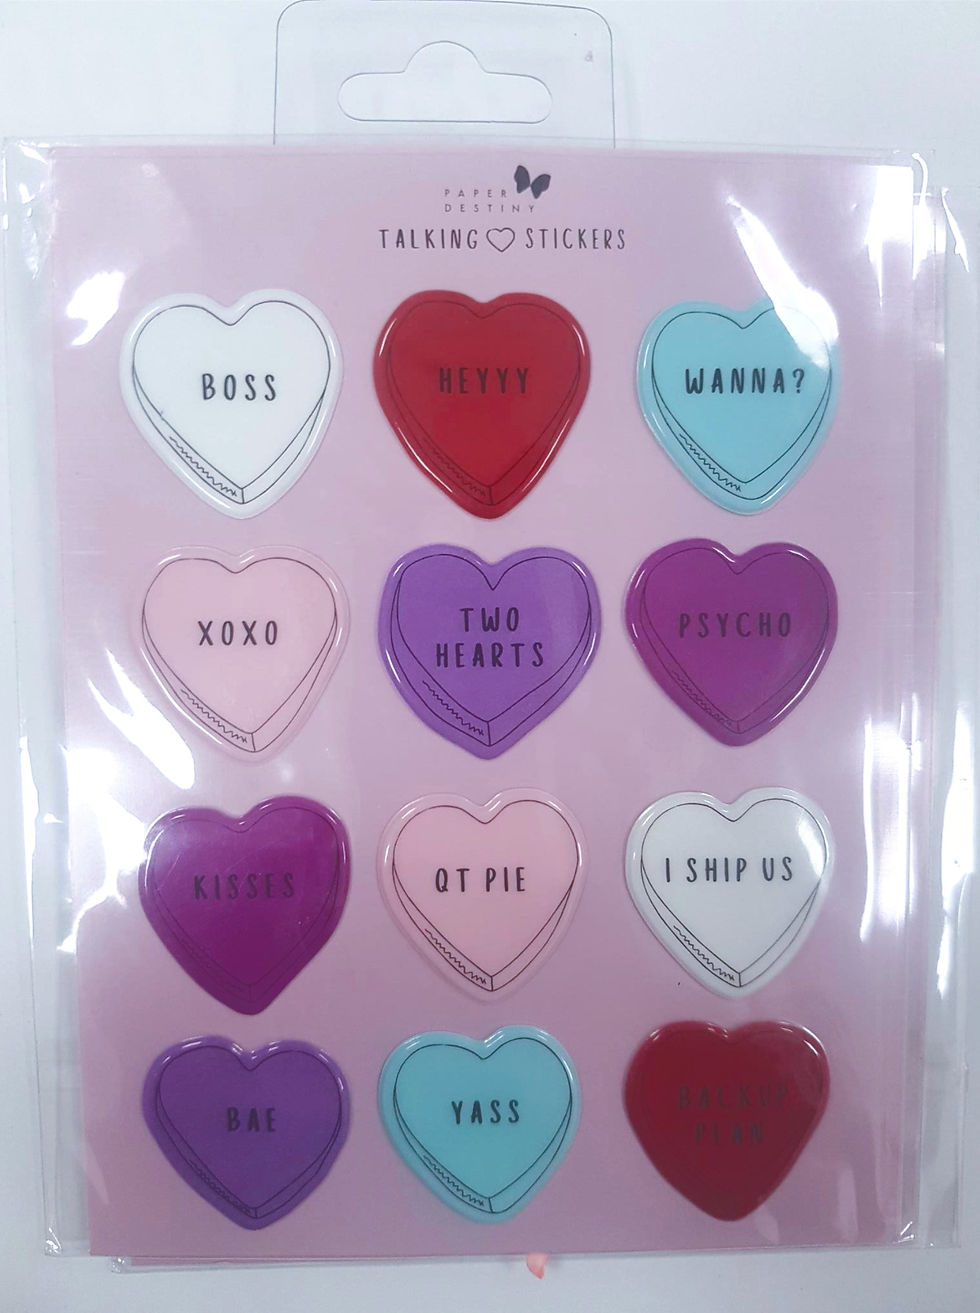 PAPER
DESTINY
TALKING STICKERS
BOSS
HEYYY
WANNA?
XOXO
TWO
HEARTS
PSYCHO
KISSES
QT PIE
I SHIP US
BAE
YASS
BACKUP
PLAN